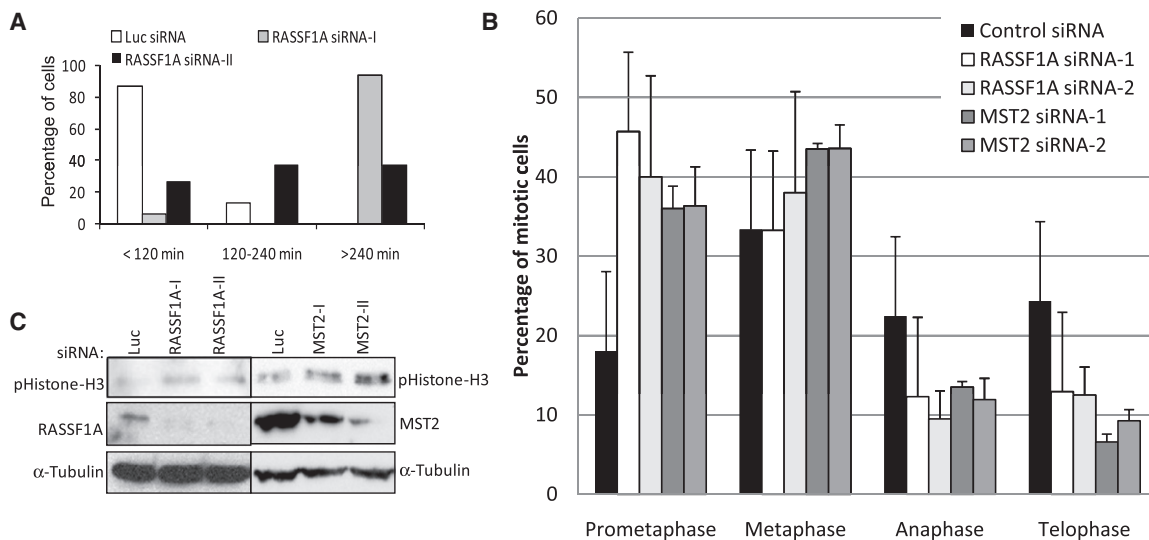 A
Luc siRNA
RASSF1A siRNA-I
RASSF1A siRNA-II
Percentage of cells
100
80
60
40
20
0
< 120 min
120-240 min
>240 min
B
Control siRNA
RASSF1A siRNA-1
RASSF1A siRNA-2
MST2 siRNA-1
MST2 siRNA-2
Percentage of mitotic cells
60
50
40
30
20
10
0
Prometaphase
Metaphase
Anaphase
Telophase
C
siRNA:
Luc
RASSF1A-I
RASSF1A-II
Luc
MST2-I
MST2-II
pHistone-H3
pHistone-H3
RASSF1A
MST2
α-Tubulin
α-Tubulin